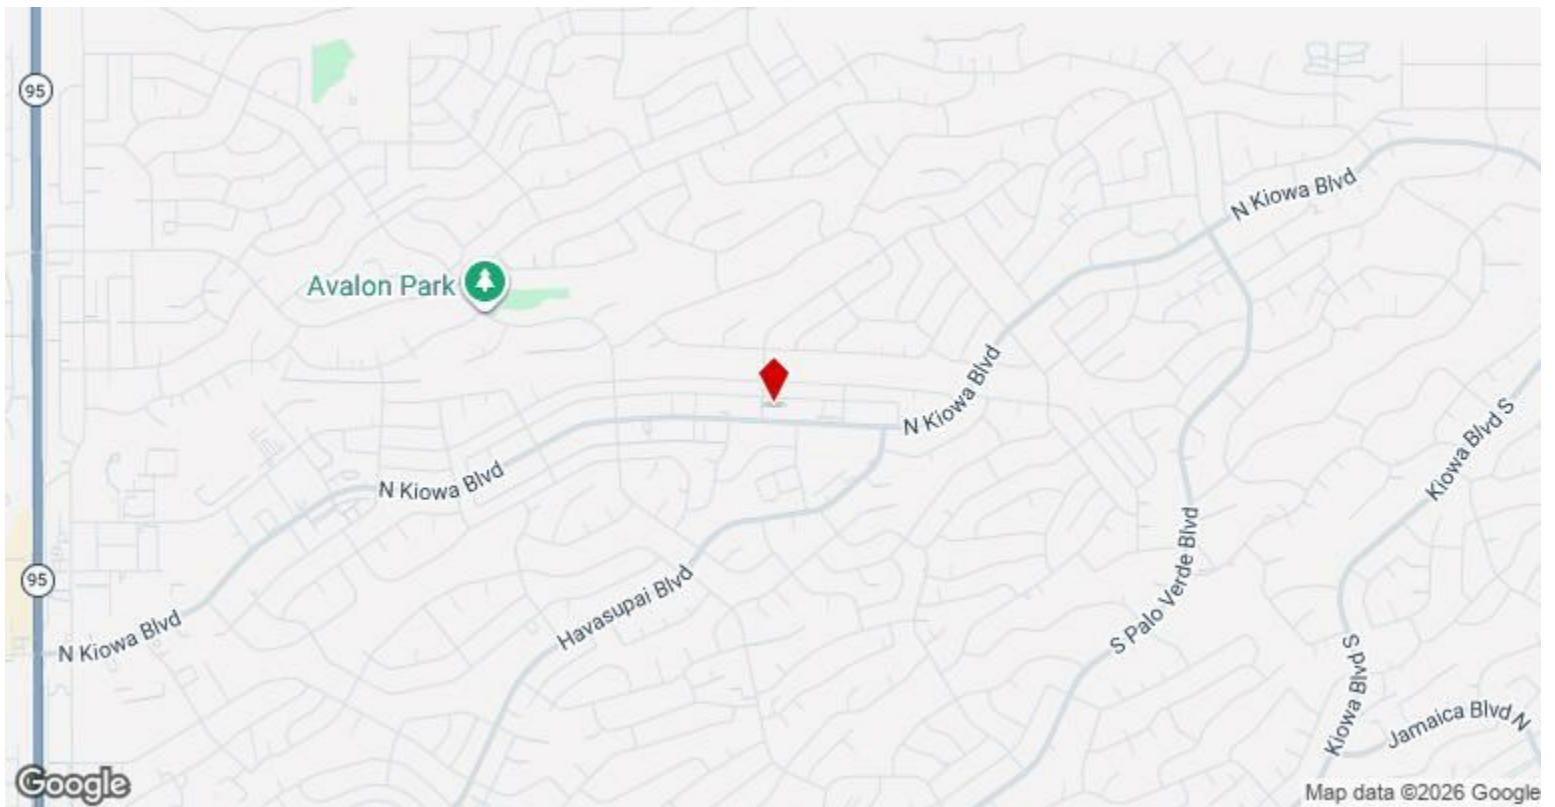 95
N Kiowa Blvd
Avalon Park
N Kiowa Blvd
Kiowa Blvd S
N Kiowa Blvd
95
S Palo Verde Blvd
Havasupai Blvd
N Kiowa Blvd
Kiowa Blvd S
Jamaica Blvd N
Google
Map data ©2026 Google